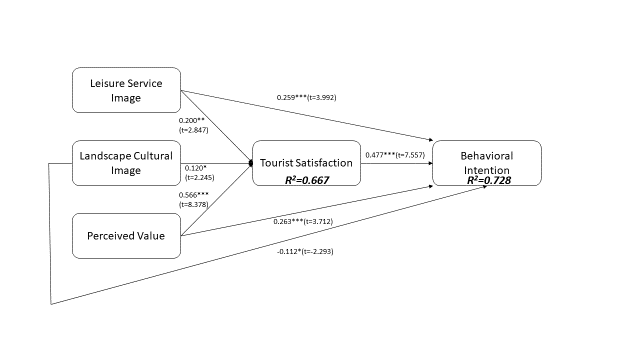 Leisure Service
Image
0.259***(t=3.992)
0.200**
(t=2.847)
Landscape Cultural
Image
0.120*
(t=2.245)
Tourist Satisfaction
R²=0.667
0.477***(t=7.557)
Behavioral
Intention
R²=0.728
0.566***
(t=8.378)
Perceived Value
0.263***(t=3.712)
-0.112*(t=-2.293)